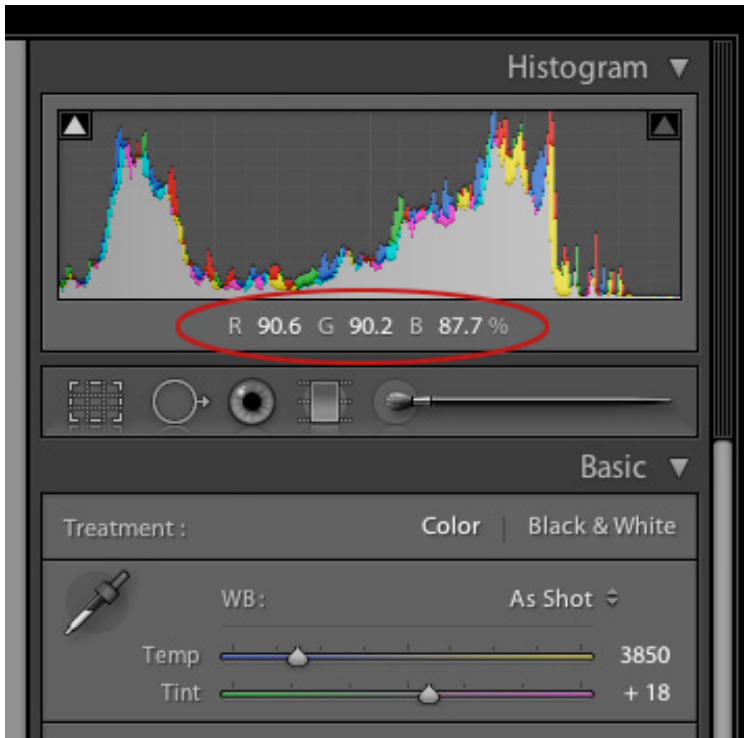 Histogram
R 90.6 G 90.2 B 87.7 %
Basic
Treatment : Color | Black & White
WB : As Shot
Temp 3850
Tint + 18